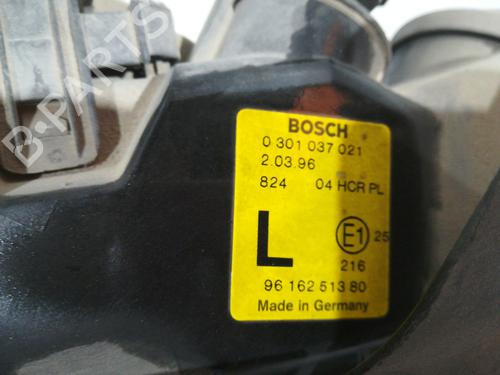 B-PARTS
BOSCH
0 301 037 021
2.03.96
824 04 HCR PL
L E1 25
216
96 162 513 80
Made in Germany